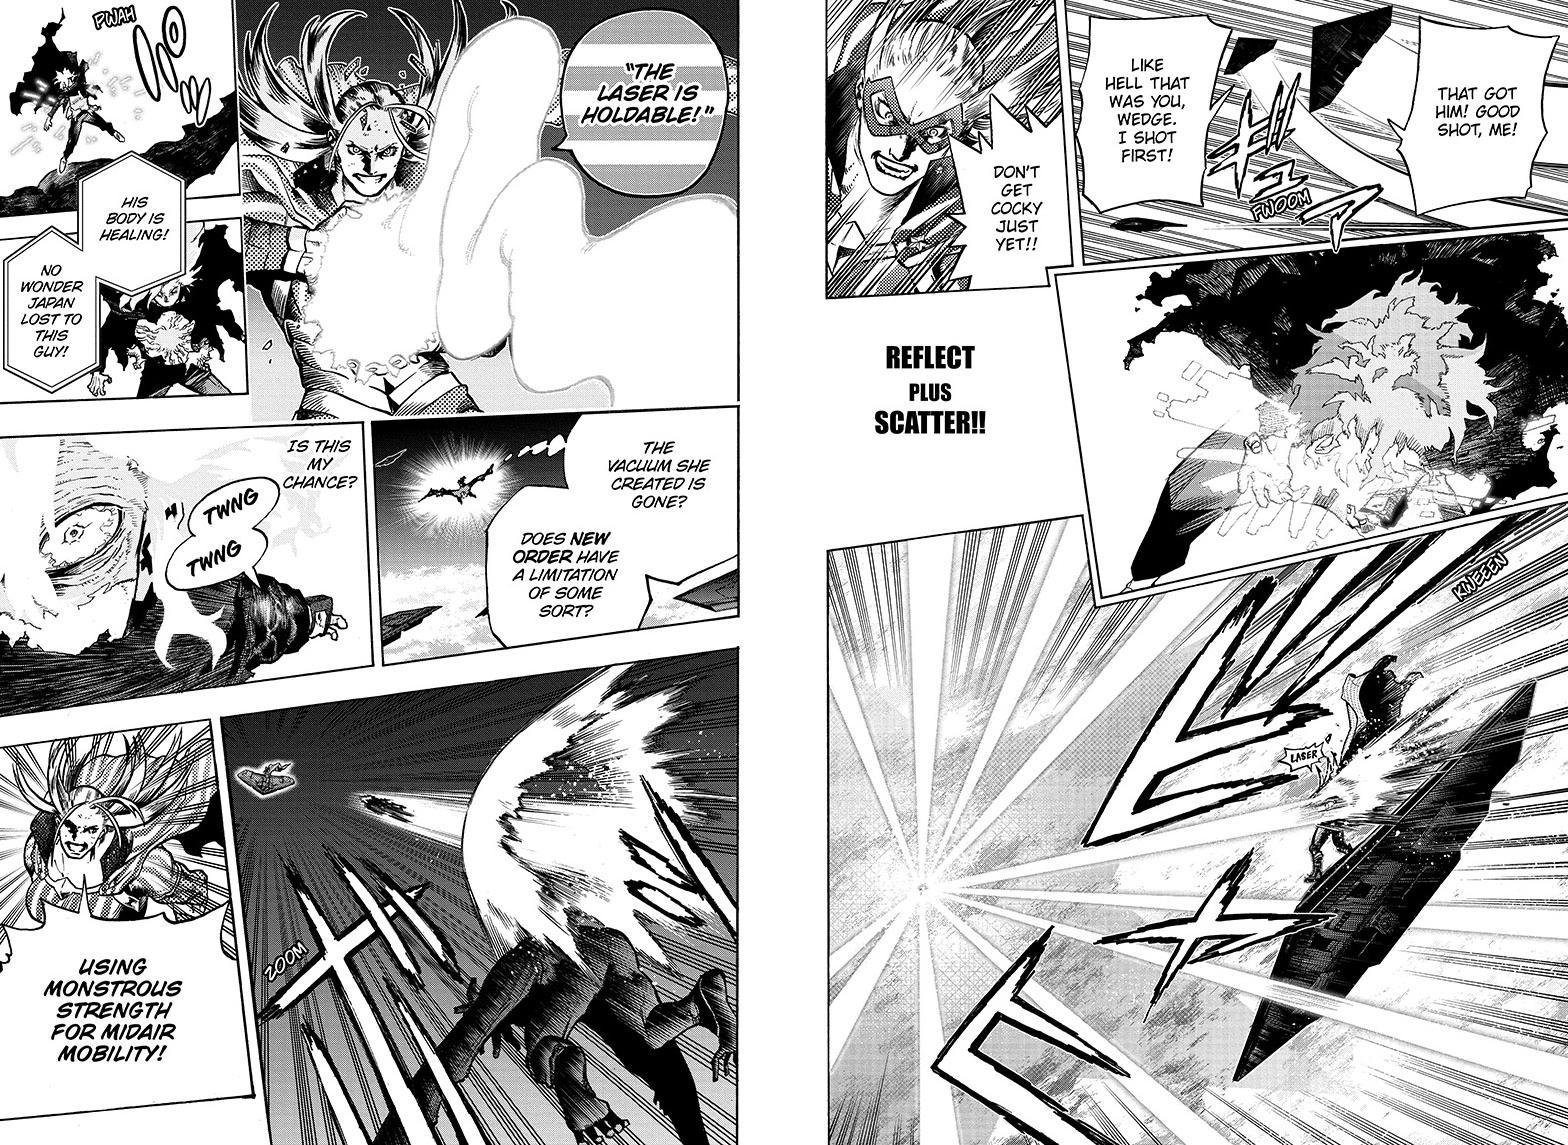 THAT GOT
HIM! GOOD
SHOT, ME!
LIKE
HELL THAT
WAS YOU,
WEDGE.
I SHOT
FIRST!
ギュ
FWOOM
DON'T
GET
COCKY
JUST
YET!!
REFLECT
PLUS
SCATTER!!
KWEEEN
LASER
"THE
LASER IS
HOLDABLE!"
PWAH
HIS
BODY IS
HEALING!
NO
WONDER
JAPAN
LOST TO
THIS
GUY!
THE
VACUUM SHE
CREATED IS
GONE?
DOES NEW
ORDER HAVE
A LIMITATION
OF SOME
SORT?
IS THIS
MY
CHANCE?
TWNG
TWNG
ZOOM
USING
MONSTROUS
STRENGTH
FOR MIDAIR
MOBILITY!